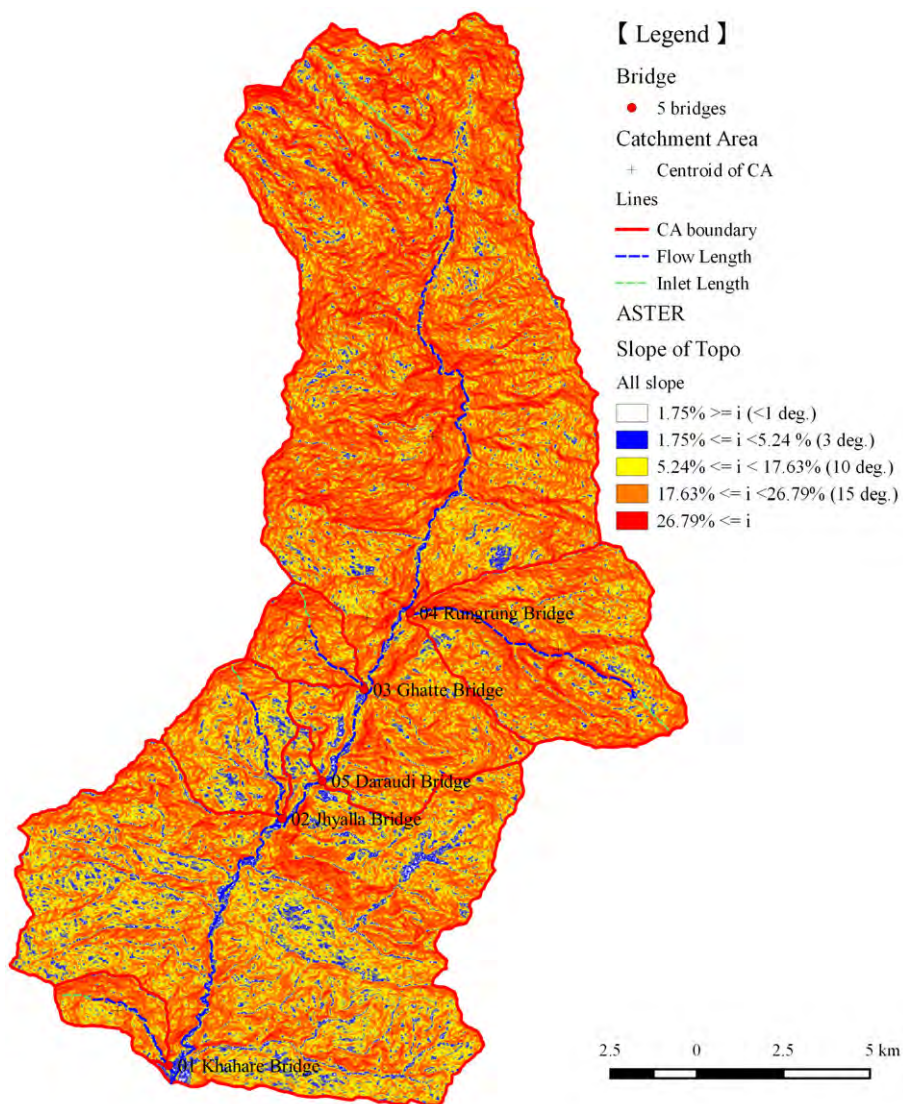 【 Legend 】
Bridge
5 bridges
Catchment Area
Centroid of CA
Lines
CA boundary
Flow Length
Inlet Length
ASTER
Slope of Topo
All slope
1.75% >= i (<1 deg.)
1.75% <= i <5.24 % (3 deg.)
5.24% <= i < 17.63% (10 deg.)
17.63% <= i <26.79% (15 deg.)
26.79% <= i
04 Rungrung Bridge
03 Ghatte Bridge
05 Daraudi Bridge
02 Jhyalla Bridge
01 Khahare Bridge
2.5 0 2.5 5 km